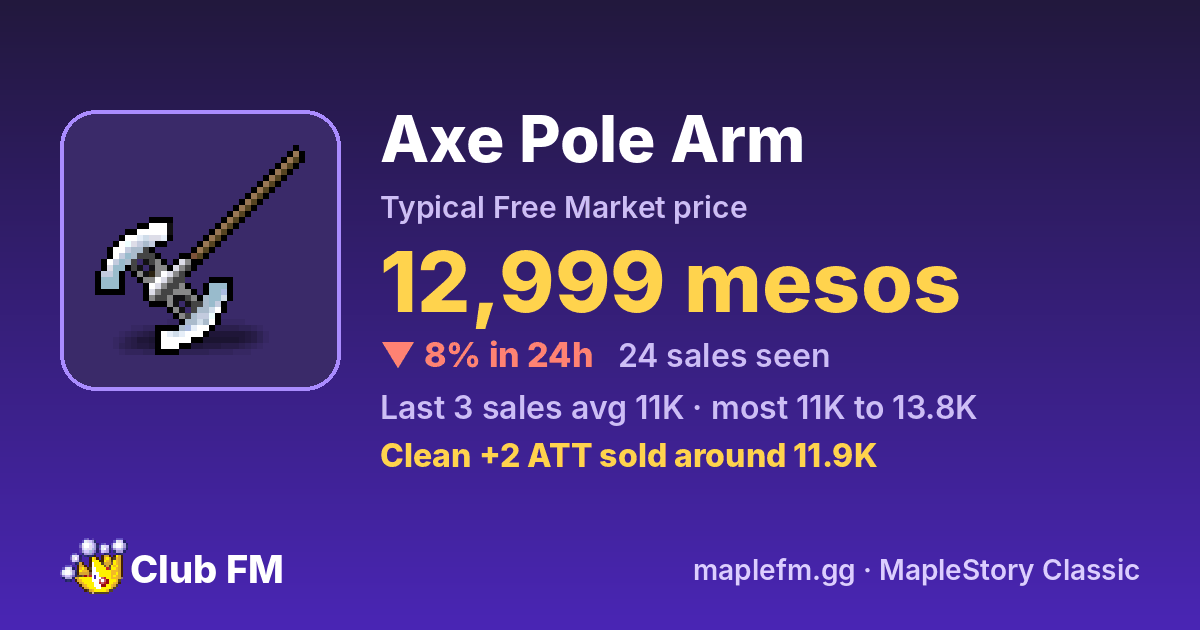 Axe Pole Arm
Typical Free Market price
12,999 mesos
▼ 8% in 24h 24 sales seen
Last 3 sales avg 11K · most 11K to 13.8K
Clean +2 ATT sold around 11.9K
Club FM
maplefm.gg · MapleStory Classic